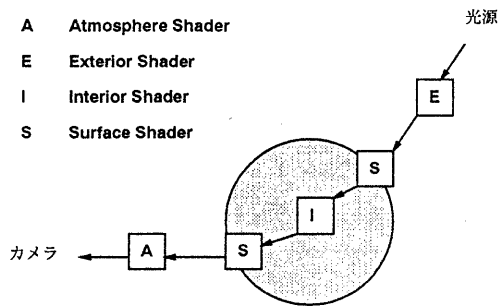 光源
A Atmosphere Shader
E Exterior Shader
I Interior Shader
S Surface Shader
E
S
I
S
A
カメラ